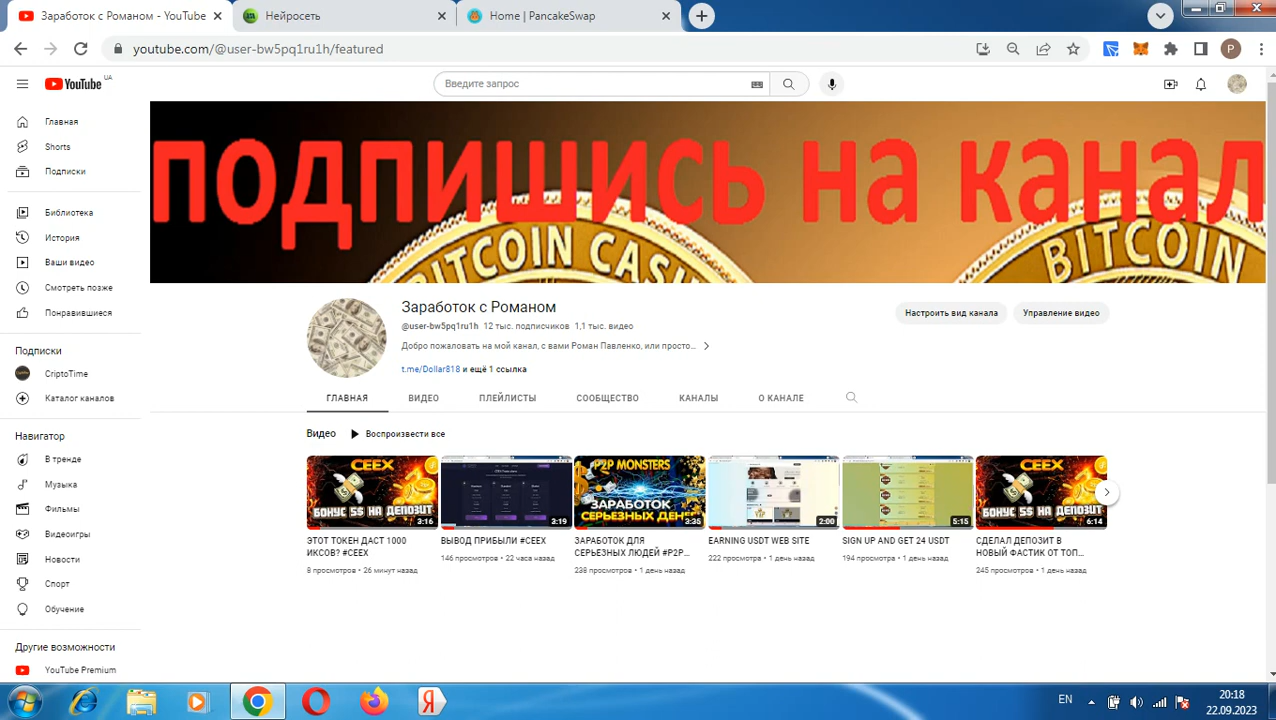 Заработок с Романом - YouTube
Нейросеть
Home | PancakeSwap
youtube.com/@user-bw5pq1ru1h/featured
P
YouTube UA
Введите запрос
Главная
Shorts
Подписки
Библиотека
История
Ваши видео
Смотреть позже
Понравившиеся
Подписки
CriptoTime
Каталог каналов
Навигатор
В тренде
Музыка
Фильмы
Видеоигры
Новости
Спорт
Обучение
Другие возможности
YouTube Premium
подпишись на канал
BITCOIN CASH
BITCOIN
Заработок с Романом
@user-bw5pq1ru1h 12 тыс. подписчиков 1,1 тыс. видео
Добро пожаловать на мой канал, с вами Роман Павленко, или просто...
t.me/Dollar818 и ещё 1 ссылка
Настроить вид канала
Управление видео
ГЛАВНАЯ ВИДЕО ПЛЕЙЛИСТЫ СООБЩЕСТВО КАНАЛЫ О КАНАЛЕ
Видео Воспроизвести все
CEEX
БОНУС 5$ НА ДЕПОЗИТ
3:16
ЭТОТ ТОКЕН ДАСТ 1000
ИКСОВ? #CEEX
8 просмотров • 26 минут назад
3:19
ВЫВОД ПРИБЫЛИ #CEEX
146 просмотров • 22 часа назад
P2P MONSTERS
ЗАРАБОТОК
СЕРЬЕЗНЫХ ДЕНЕГ
3:35
ЗАРАБОТОК ДЛЯ
СЕРЬЕЗНЫХ ЛЮДЕЙ #P2P...
238 просмотров • 1 день назад
2:00
EARNING USDT WEB SITE
222 просмотра • 1 день назад
5:15
SIGN UP AND GET 24 USDT
194 просмотра • 1 день назад
CEEX
БОНУС 5$ НА ДЕПОЗИТ
6:14
СДЕЛАЛ ДЕПОЗИТ В
НОВЫЙ ФАСТИК ОТ ТОП...
245 просмотров • 1 день назад
EN
20:18
22.09.2023